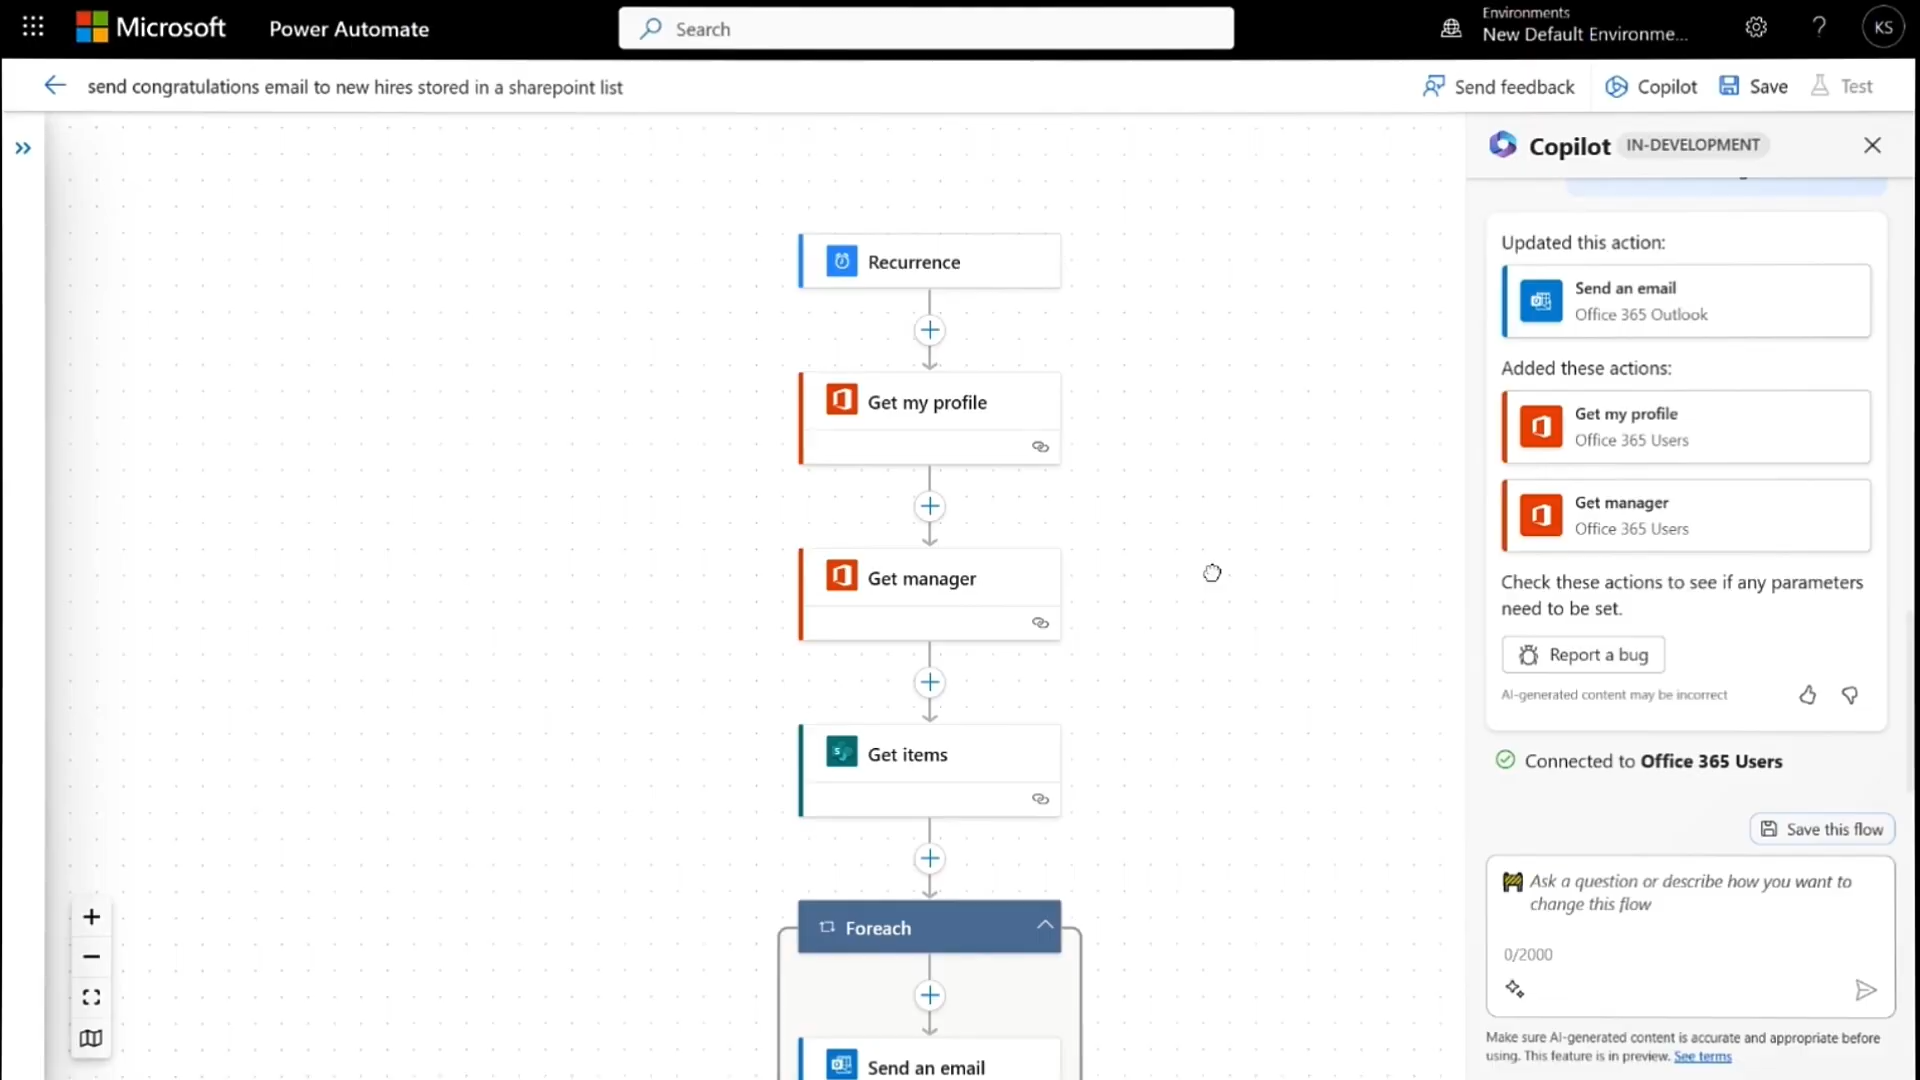 Microsoft
Power Automate
Search
Environments
New Default Environme...
KS
send congratulations email to new hires stored in a sharepoint list
Send feedback
Copilot
Save
Test
Recurrence
Get my profile
Get manager
Get items
Foreach
Send an email
Copilot
IN-DEVELOPMENT
Updated this action:
Send an email
Office 365 Outlook
Added these actions:
Get my profile
Office 365 Users
Get manager
Office 365 Users
Check these actions to see if any parameters
need to be set.
Report a bug
AI-generated content may be incorrect
Connected to Office 365 Users
Save this flow
Ask a question or describe how you want to
change this flow
0/2000
Make sure AI-generated content is accurate and appropriate before
using. This feature is in preview. See terms